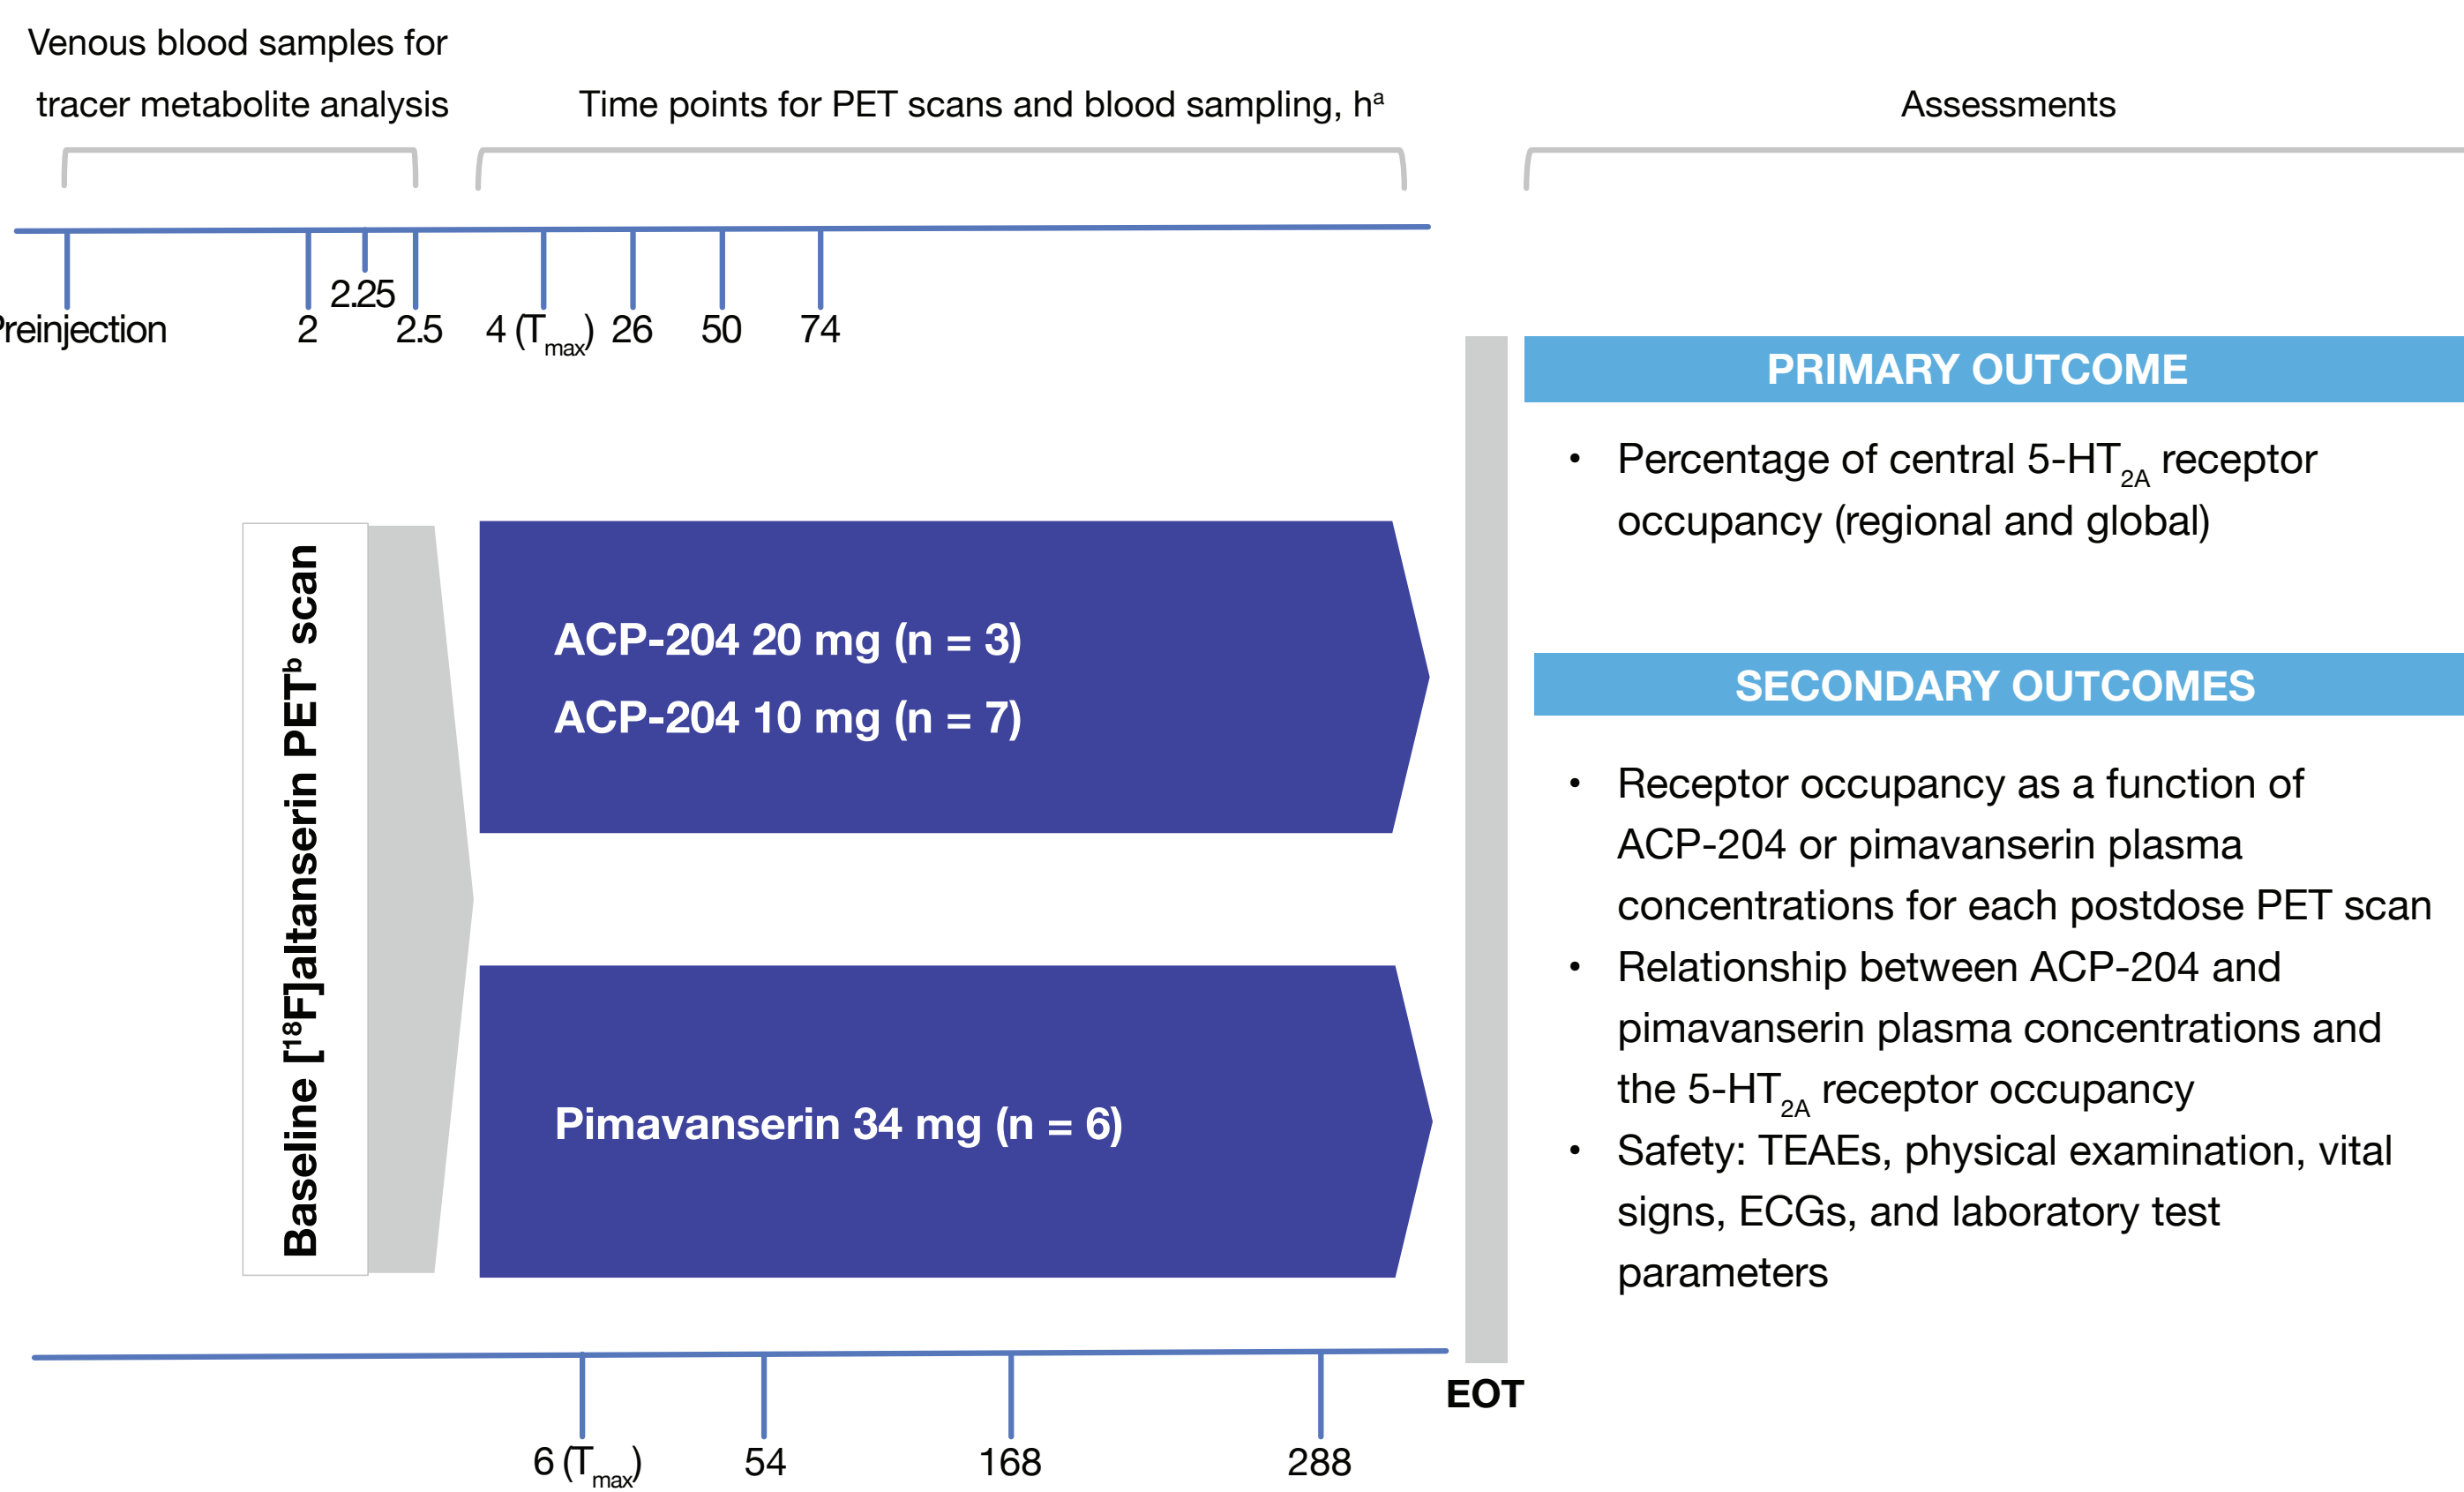 Venous blood samples for
tracer metabolite analysis
Time points for PET scans and blood sampling, hᵃ
Assessments
reinjection
2
2.25
2.5
4 (Tmax)
26
50
74
Baseline [¹⁸F]altanserin PETᵇ scan
ACP-204 20 mg (n = 3)
ACP-204 10 mg (n = 7)
Pimavanserin 34 mg (n = 6)
6 (Tmax)
54
168
288
EOT
PRIMARY OUTCOME
• Percentage of central 5-HT2A receptor
occupancy (regional and global)
SECONDARY OUTCOMES
• Receptor occupancy as a function of
ACP-204 or pimavanserin plasma
concentrations for each postdose PET scan
• Relationship between ACP-204 and
pimavanserin plasma concentrations and
the 5-HT2A receptor occupancy
• Safety: TEAEs, physical examination, vital
signs, ECGs, and laboratory test
parameters